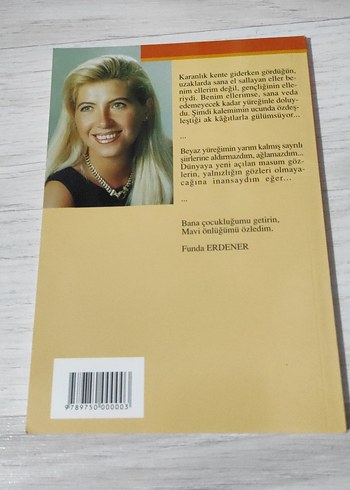 Karanlık kente giderken gördüğün,
uzaklarda sana el sallayan eller be-
nim ellerim değil, gençliğinin elle-
riydi. Benim ellerimse, sana veda
edemeyecek kadar yüreğinle doluy-
du. Şimdi kalemimin ucunda özdeş-
leştiği ak kâğıtlarla gülümsüyor...
...
Beyaz yüreğimin yarım kalmış sayrılı
şiirlerine aldırmazdım, ağlamazdım...
Dünyaya yeni açılan masum göz-
lerin, yalnızlığın gözleri olmaya-
cağına inansaydım eğer...
...
Bana çocukluğumu getirin,
Mavi önlüğümü özledim.
Funda ERDENER
9789750000003